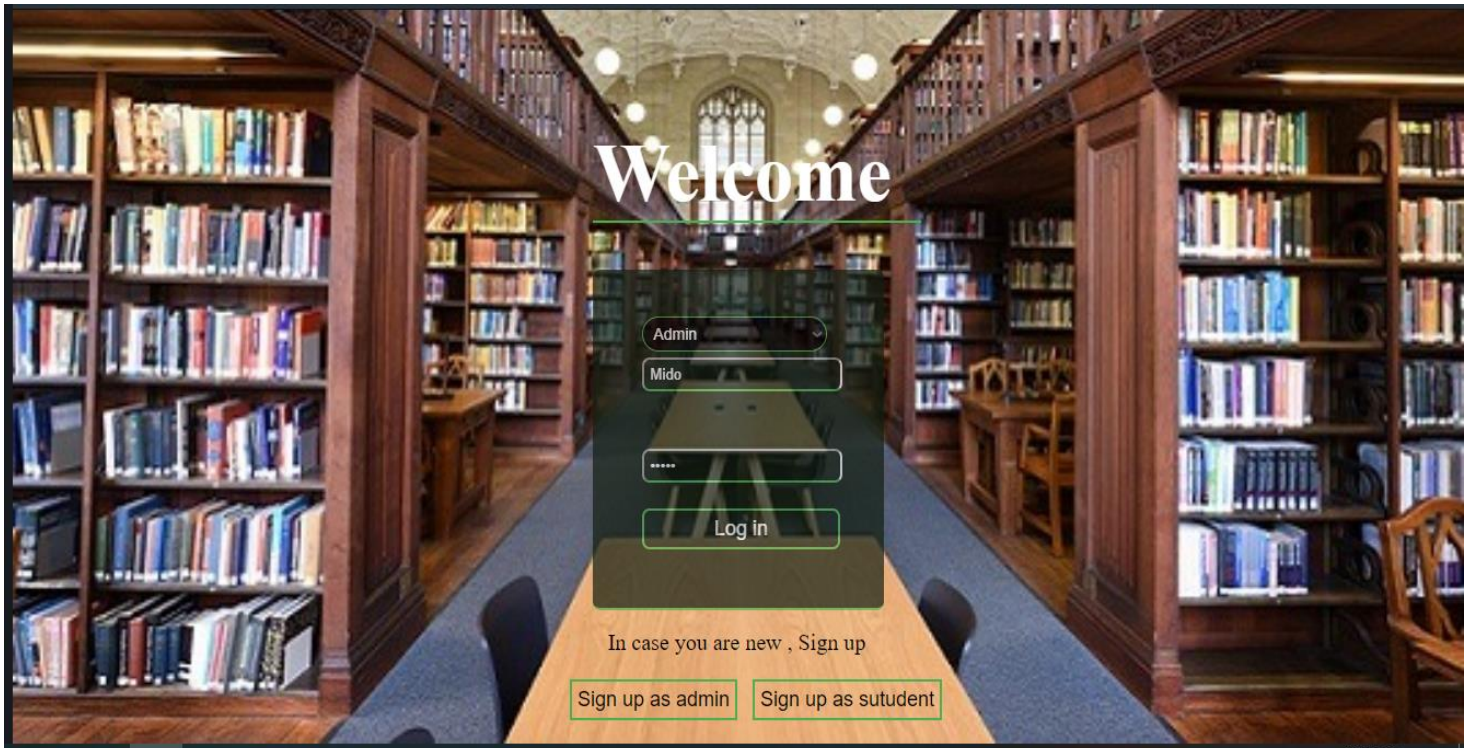 Welcome
Admin
Mido
•••••
Log in
In case you are new , Sign up
Sign up as admin
Sign up as sutudent